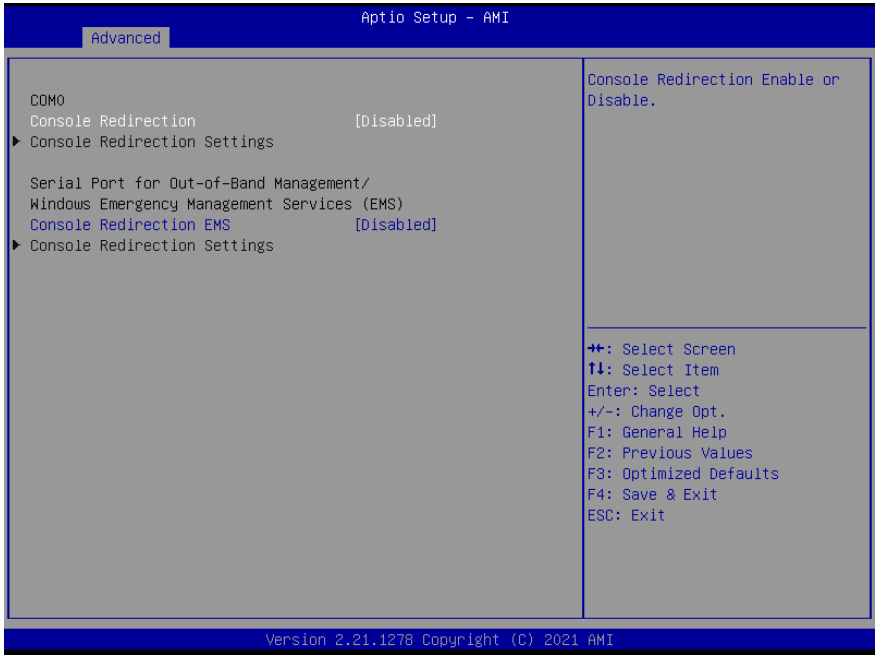 Aptio Setup – AMI
Advanced
COM0
Console Redirection [Disabled]
▶ Console Redirection Settings
Serial Port for Out-of-Band Management/
Windows Emergency Management Services (EMS)
Console Redirection EMS [Disabled]
▶ Console Redirection Settings
Console Redirection Enable or
Disable.
→←: Select Screen
↑↓: Select Item
Enter: Select
+/-: Change Opt.
F1: General Help
F2: Previous Values
F3: Optimized Defaults
F4: Save & Exit
ESC: Exit
Version 2.21.1278 Copyright (C) 2021 AMI